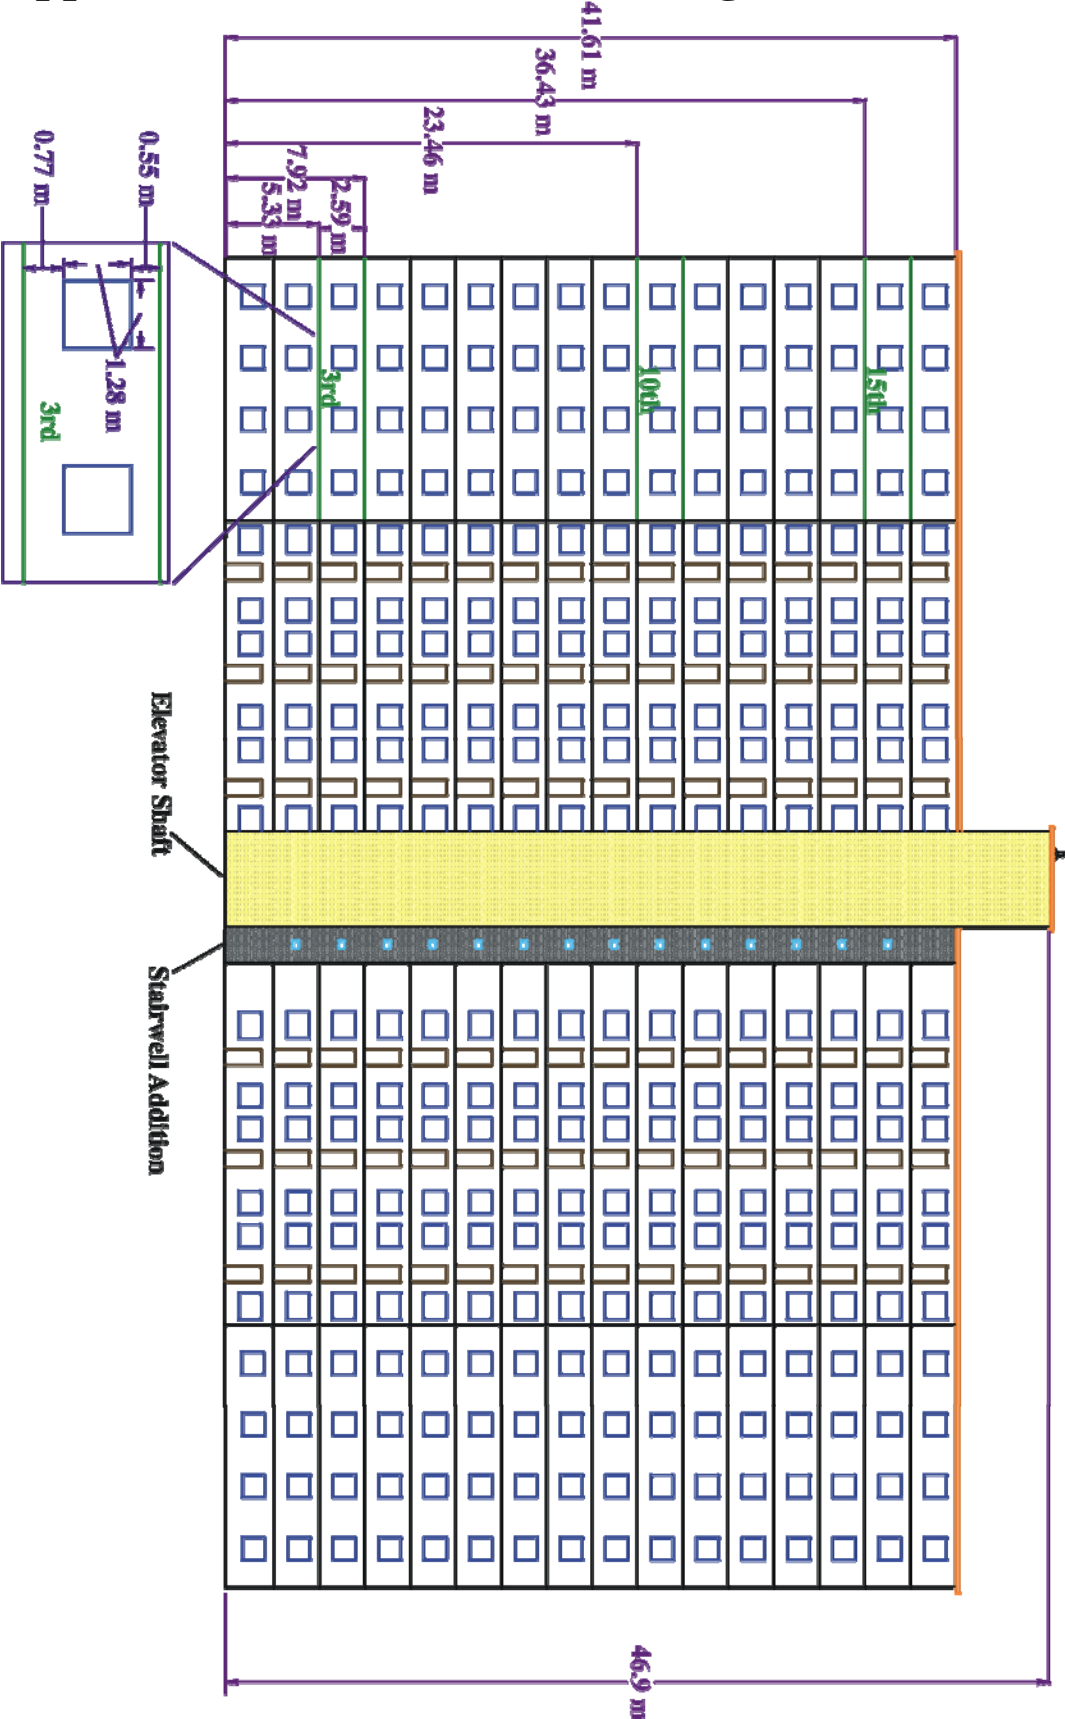 41.61 m
36.43 m
23.46 m
7.92 m
2.59 m
5.33 m
0.55 m
0.77 m
1.28 m
3rd
3rd
10th
15th
Elevator Shaft
Stairwell Addition
46.9 m